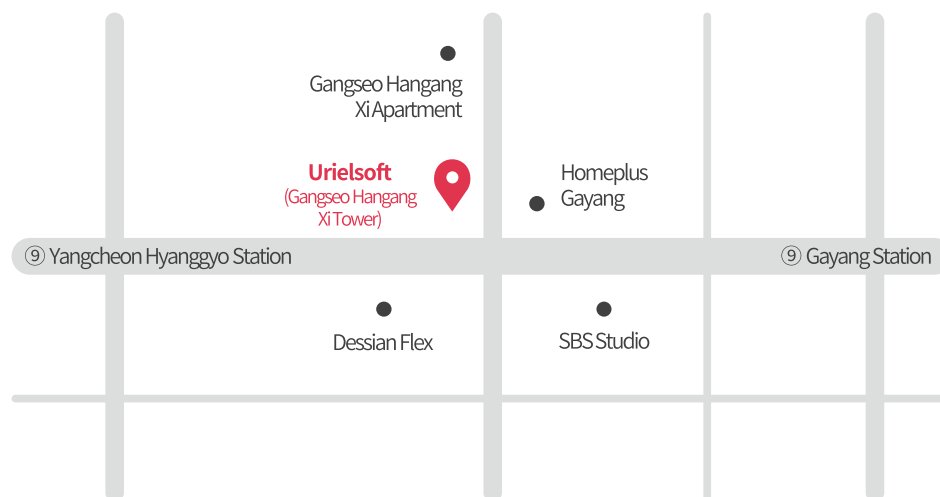 Gangseo Hangang
Xi Apartment
Urielsoft
(Gangseo Hangang
Xi Tower)
Homeplus
Gayang
⑨ Yangcheon Hyanggyo Station
⑨ Gayang Station
Dessian Flex
SBS Studio